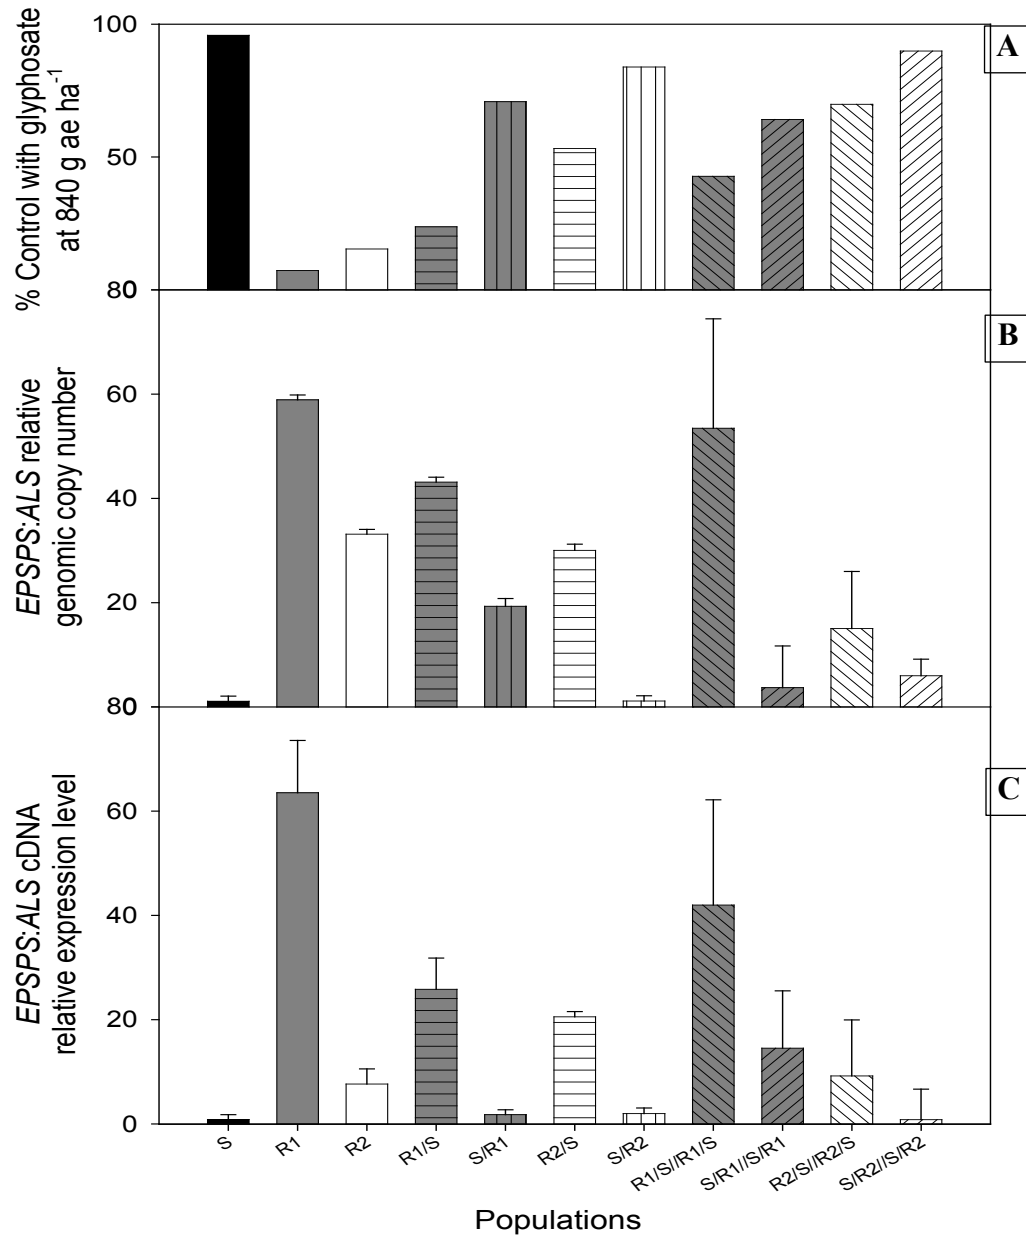 100
A
% Control with glyphosate
at 840 g ae ha-1
50
80
0
B
EPSPS:ALS relative
genomic copy number
60
40
20
80
0
C
EPSPS:ALS cDNA
relative expression level
60
40
20
0
S
R1
R2
R1/S
S/R1
R2/S
S/R2
R1/S//R1/S
S/R1//S/R1
R2/S//R2/S
S/R2//S/R2
Populations